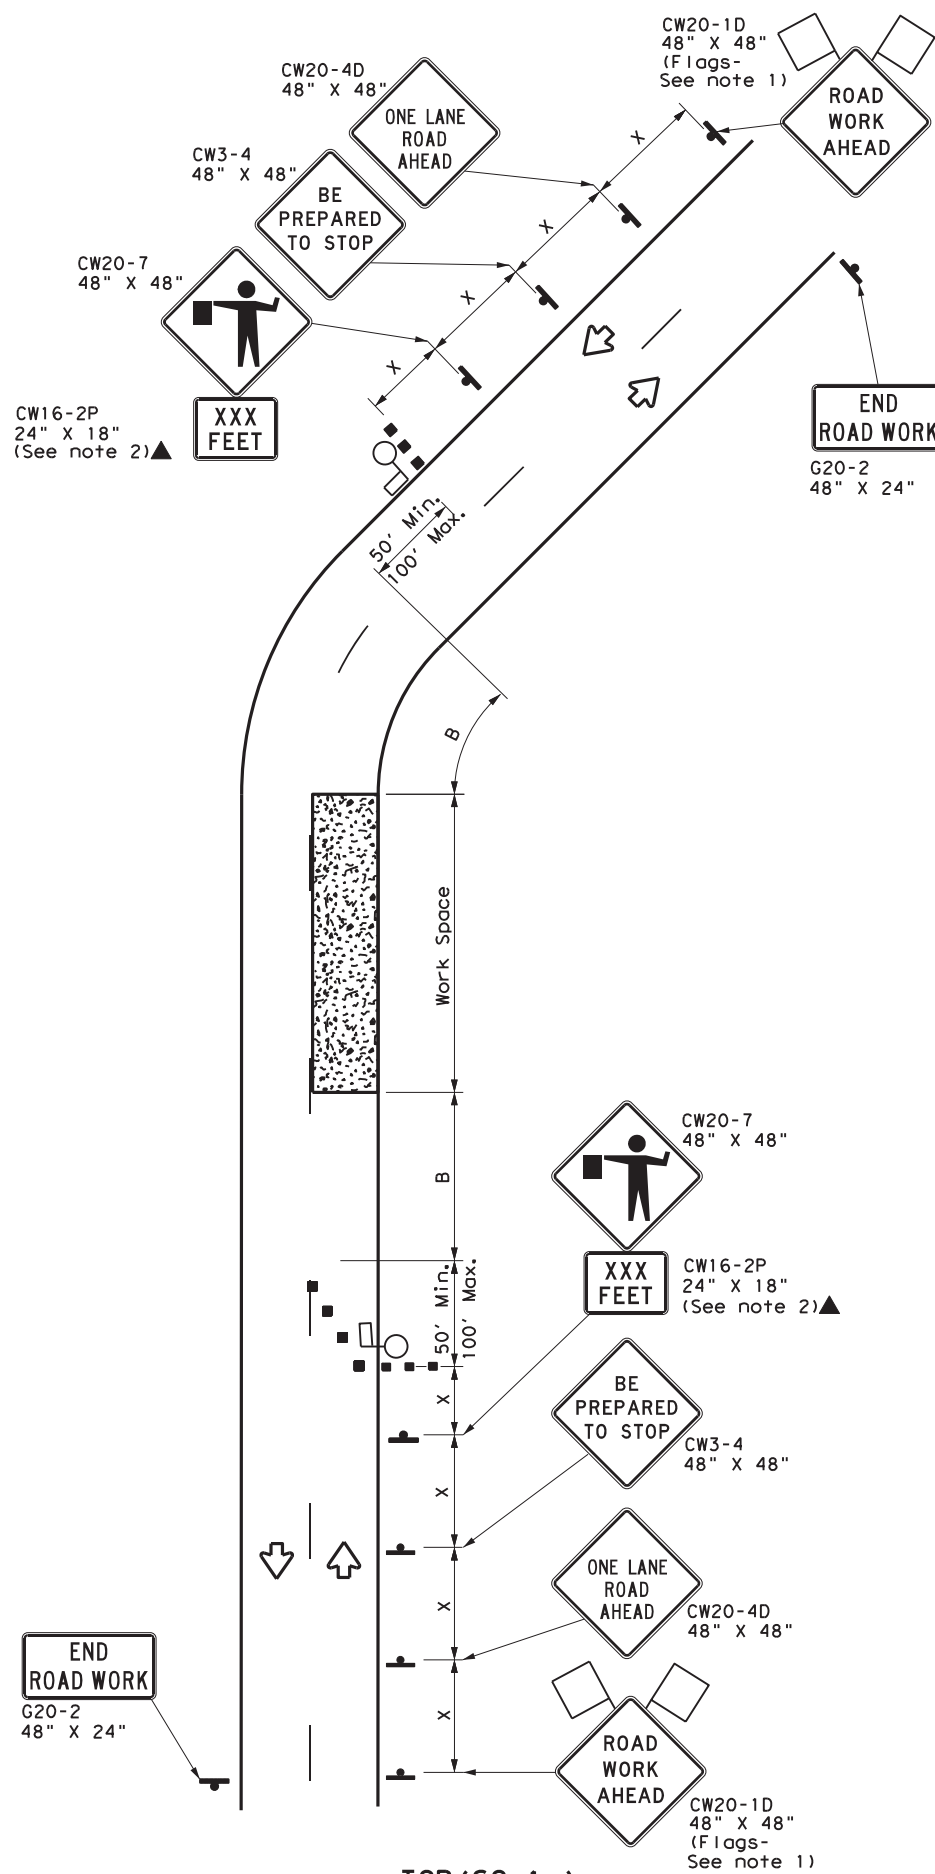 CW20-1D
48" X 48"
(Flags-
See note 1)
ROAD
WORK
AHEAD
CW20-4D
48" X 48"
ONE LANE
ROAD
AHEAD
X
CW3-4
48" X 48"
BE
PREPARED
TO STOP
X
CW20-7
48" X 48"
X
X
XXX
FEET
CW16-2P
24" X 18"
(See note 2)▲
END
ROAD WORK
G20-2
48" X 24"
50' Min.
100' Max.
B
Work Space
B
CW20-7
48" X 48"
XXX
FEET
CW16-2P
24" X 18"
(See note 2)▲
50' Min.
100' Max.
X
BE
PREPARED
TO STOP
CW3-4
48" X 48"
X
ONE LANE
ROAD
AHEAD
CW20-4D
48" X 48"
X
END
ROAD WORK
G20-2
48" X 24"
X
ROAD
WORK
AHEAD
CW20-1D
48" X 48"
(Flags-
See note 1)